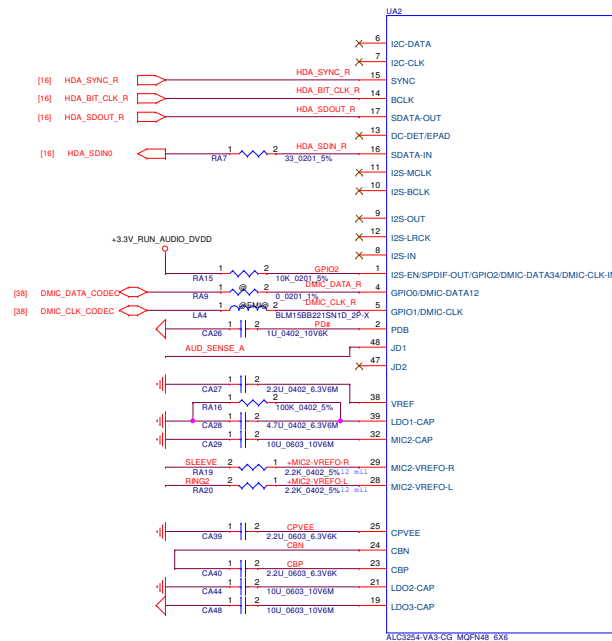 UA2
6 I2C-DATA
7 I2C-CLK
[16] HDA_SYNC_R HDA_SYNC_R 15 SYNC
[16] HDA_BIT_CLK_R HDA_BIT_CLK_R 14 BCLK
[16] HDA_SDOUT_R HDA_SDOUT_R 17 SDATA-OUT
13 DC-DET/EPAD
[16] HDA_SDIN0 1 2 HDA_SDIN_R 16 SDATA-IN
RA7 33_0201_5%
11 I2S-MCLK
10 I2S-BCLK
9 I2S-OUT
12 I2S-LRCK
+3.3V_RUN_AUDIO_DVDD
8 I2S-IN
1 2 GPIO2 1 I2S-EN/SPDIF-OUT/GPIO2/DMIC-DATA34/DMIC-CLK-IN
RA15 10K_0201_5%
[38] DMIC_DATA_CODEC 1 @ 2 DMIC_DATA_R 4 GPIO0/DMIC-DATA12
RA9 0_0201_1%
[38] DMIC_CLK_CODEC 1 @EMI@ 2 DMIC_CLK_R 5 GPIO1/DMIC-CLK
LA4 BLM15BB221SN1D_2P-X
1 2 PD# 2 PDB
CA26 1U_0402_10V6K
AUD_SENSE_A 48 JD1
47 JD2
1 2
CA27 2.2U_0402_6.3V6M
1 2 38 VREF
RA16 100K_0402_5%
1 2 39 LDO1-CAP
CA28 4.7U_0402_6.3V6M
1 2 32 MIC2-CAP
CA29 10U_0603_10V6M
SLEEVE 2 1 +MIC2-VREFO-R 29 MIC2-VREFO-R
RA19 2.2K_0402_5% 12 mil
RING2 2 1 +MIC2-VREFO-L 28 MIC2-VREFO-L
RA20 2.2K_0402_5% 12 mil
1 2 CPVEE 25 CPVEE
CA39 2.2U_0603_6.3V6K
CBN 24 CBN
1 2 CBP 23 CBP
CA40 2.2U_0603_6.3V6K
1 2 21 LDO2-CAP
CA44 10U_0603_10V6M
1 2 19 LDO3-CAP
CA48 10U_0603_10V6M
ALC3254-VA3-CG_MQFN48_6X6